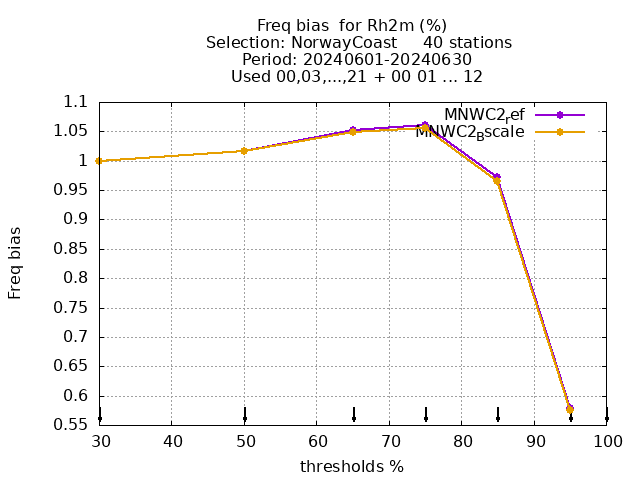 Freq bias  for Rh2m (%)
Selection: NorwayCoast     40 stations
Period: 20240601-20240630
Used 00,03,...,21 + 00 01 ... 12
MNWC2ref
MNWC2Bscale
1.1
1.05
1
0.95
0.9
0.85
0.8
0.75
0.7
0.65
0.6
0.55
Freq bias
30 40 50 60 70 80 90 100
thresholds %